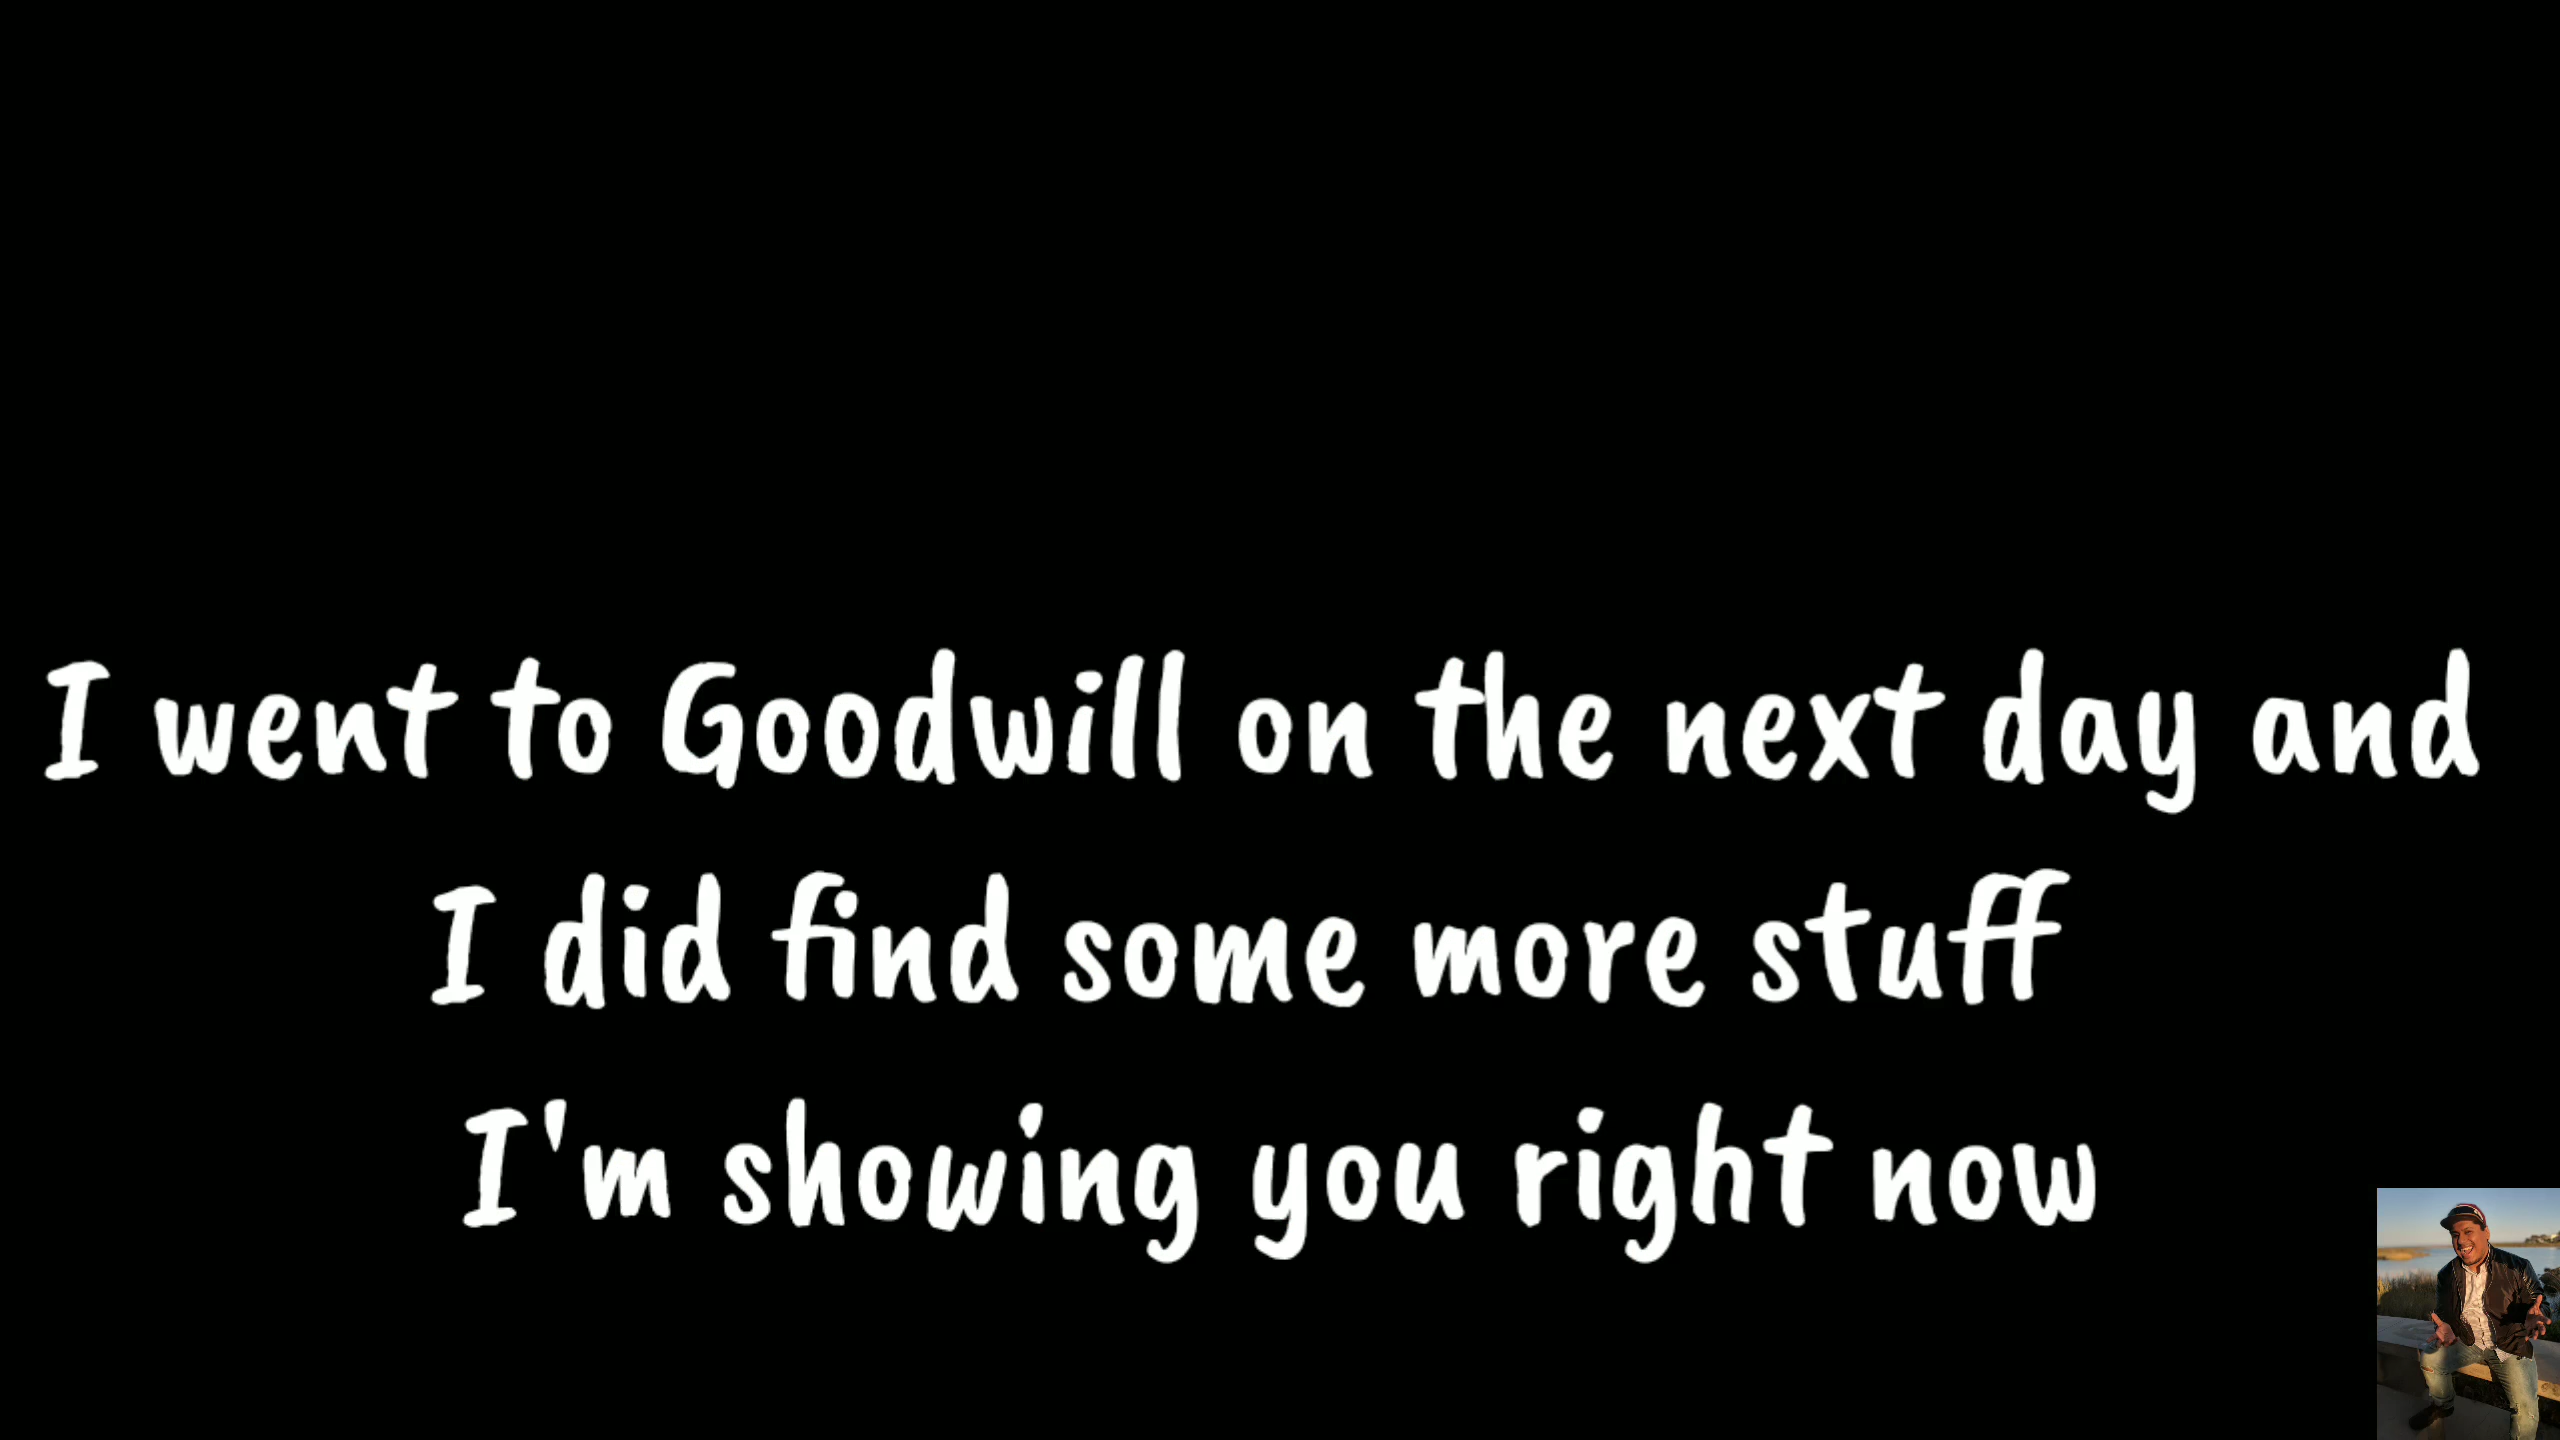 I went to Goodwill on the next day and
I did find some more stuff
I'm showing you right now